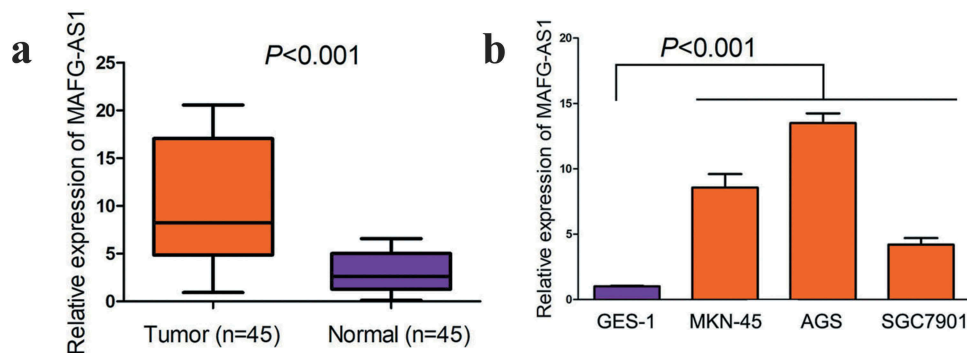 a
P<0.001
Relative expression of MAFG-AS1
25
20
15
10
5
0
Tumor (n=45)
Normal (n=45)
b
P<0.001
Relative expression of MAFG-AS1
20
15
10
5
0
GES-1
MKN-45
AGS
SGC7901